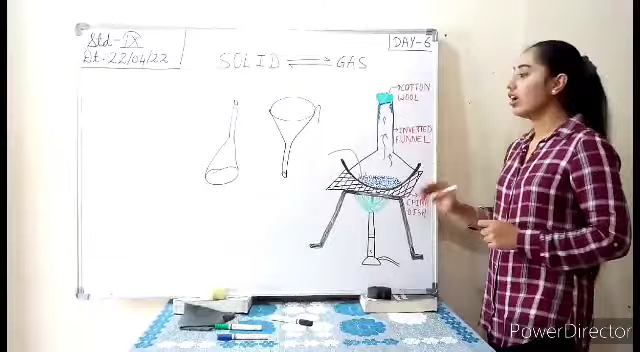 Std - IX
Dt: 22/04/22
DAY-6
SOLID ⇌ GAS
→COTTON
WOOL
→INVERTED
FUNNEL
→CHINA
DISH
PowerDirector